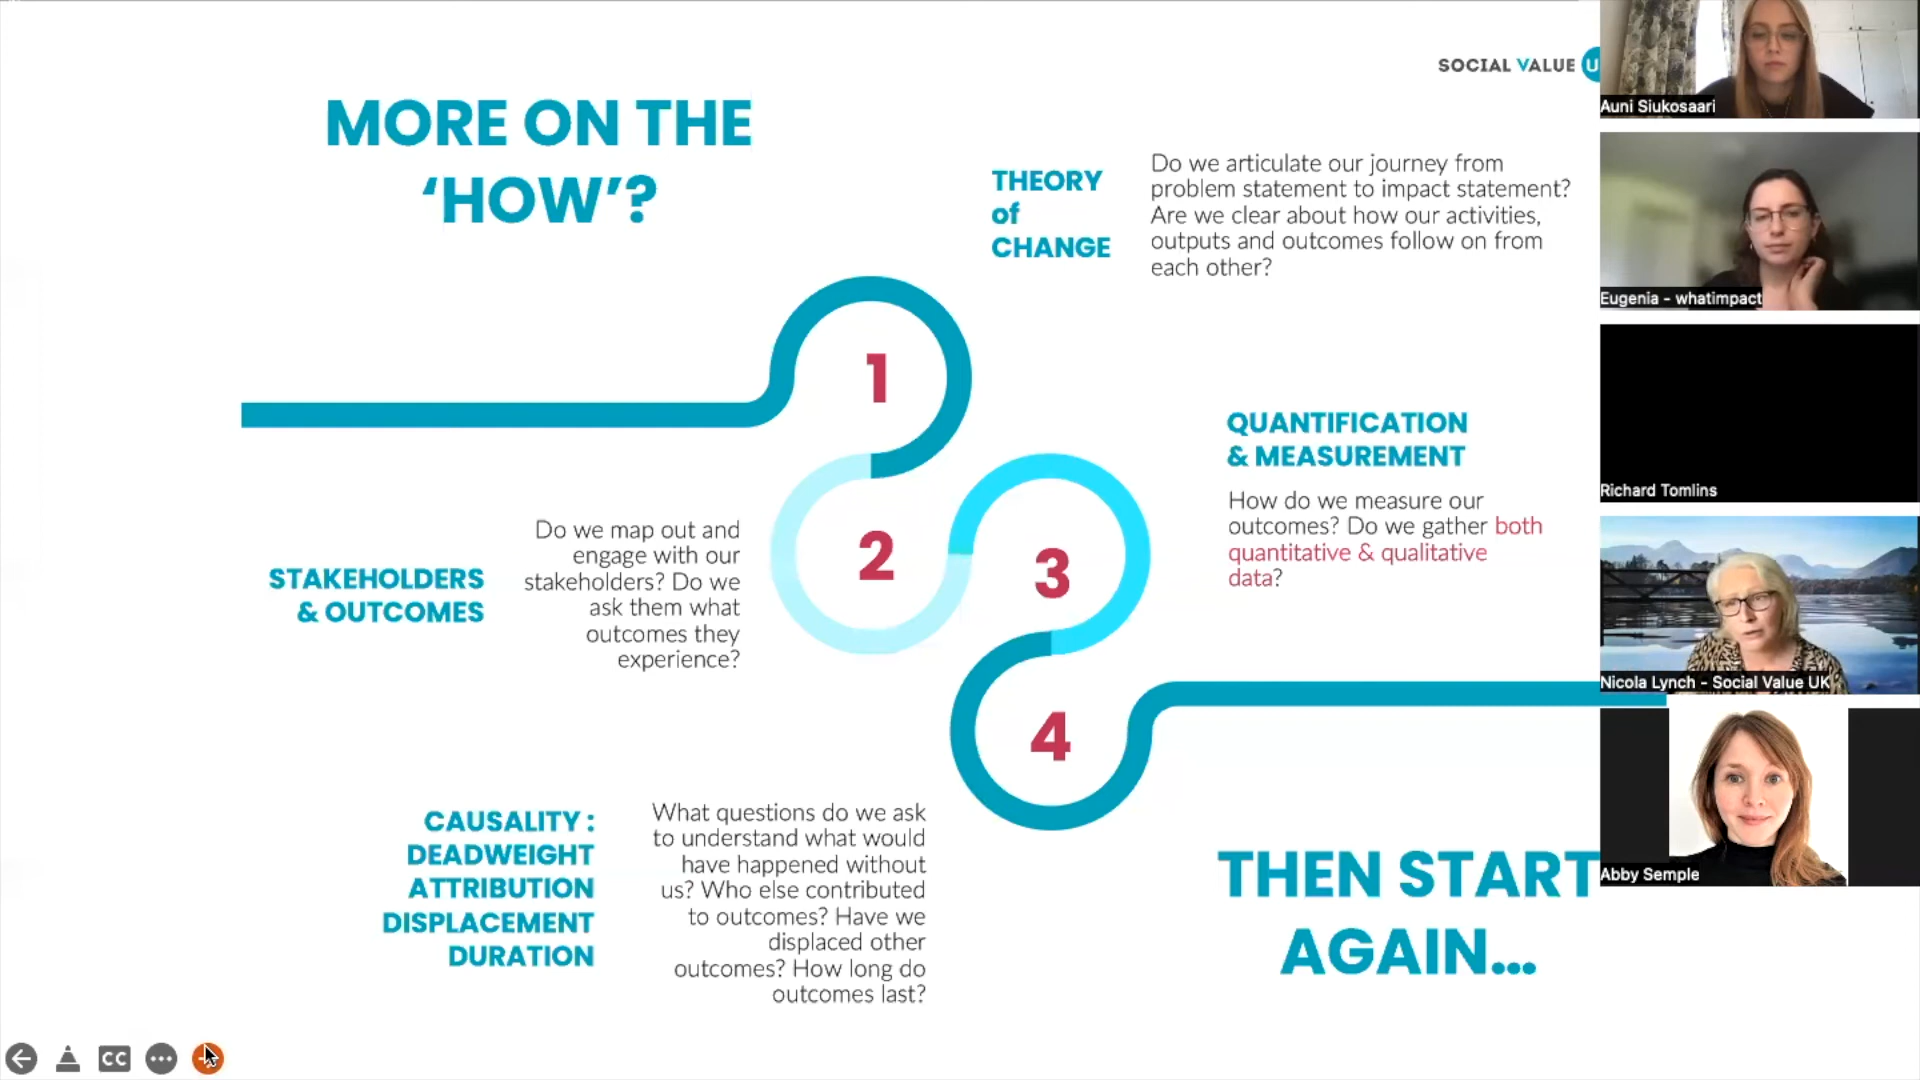 SOCIAL VALUE U
MORE ON THE
‘HOW’?
THEORY
of
CHANGE
Do we articulate our journey from
problem statement to impact statement?
Are we clear about how our activities,
outputs and outcomes follow on from
each other?
1
QUANTIFICATION
& MEASUREMENT
How do we measure our
outcomes? Do we gather both
quantitative & qualitative
data?
2
3
STAKEHOLDERS
& OUTCOMES
Do we map out and
engage with our
stakeholders? Do we
ask them what
outcomes they
experience?
4
CAUSALITY :
DEADWEIGHT
ATTRIBUTION
DISPLACEMENT
DURATION
What questions do we ask
to understand what would
have happened without
us? Who else contributed
to outcomes? Have we
displaced other
outcomes? How long do
outcomes last?
THEN START
AGAIN...
Auni Siukosaari
Eugenia - whatimpact
Richard Tomlins
Nicola Lynch - Social Value UK
Abby Semple
CC